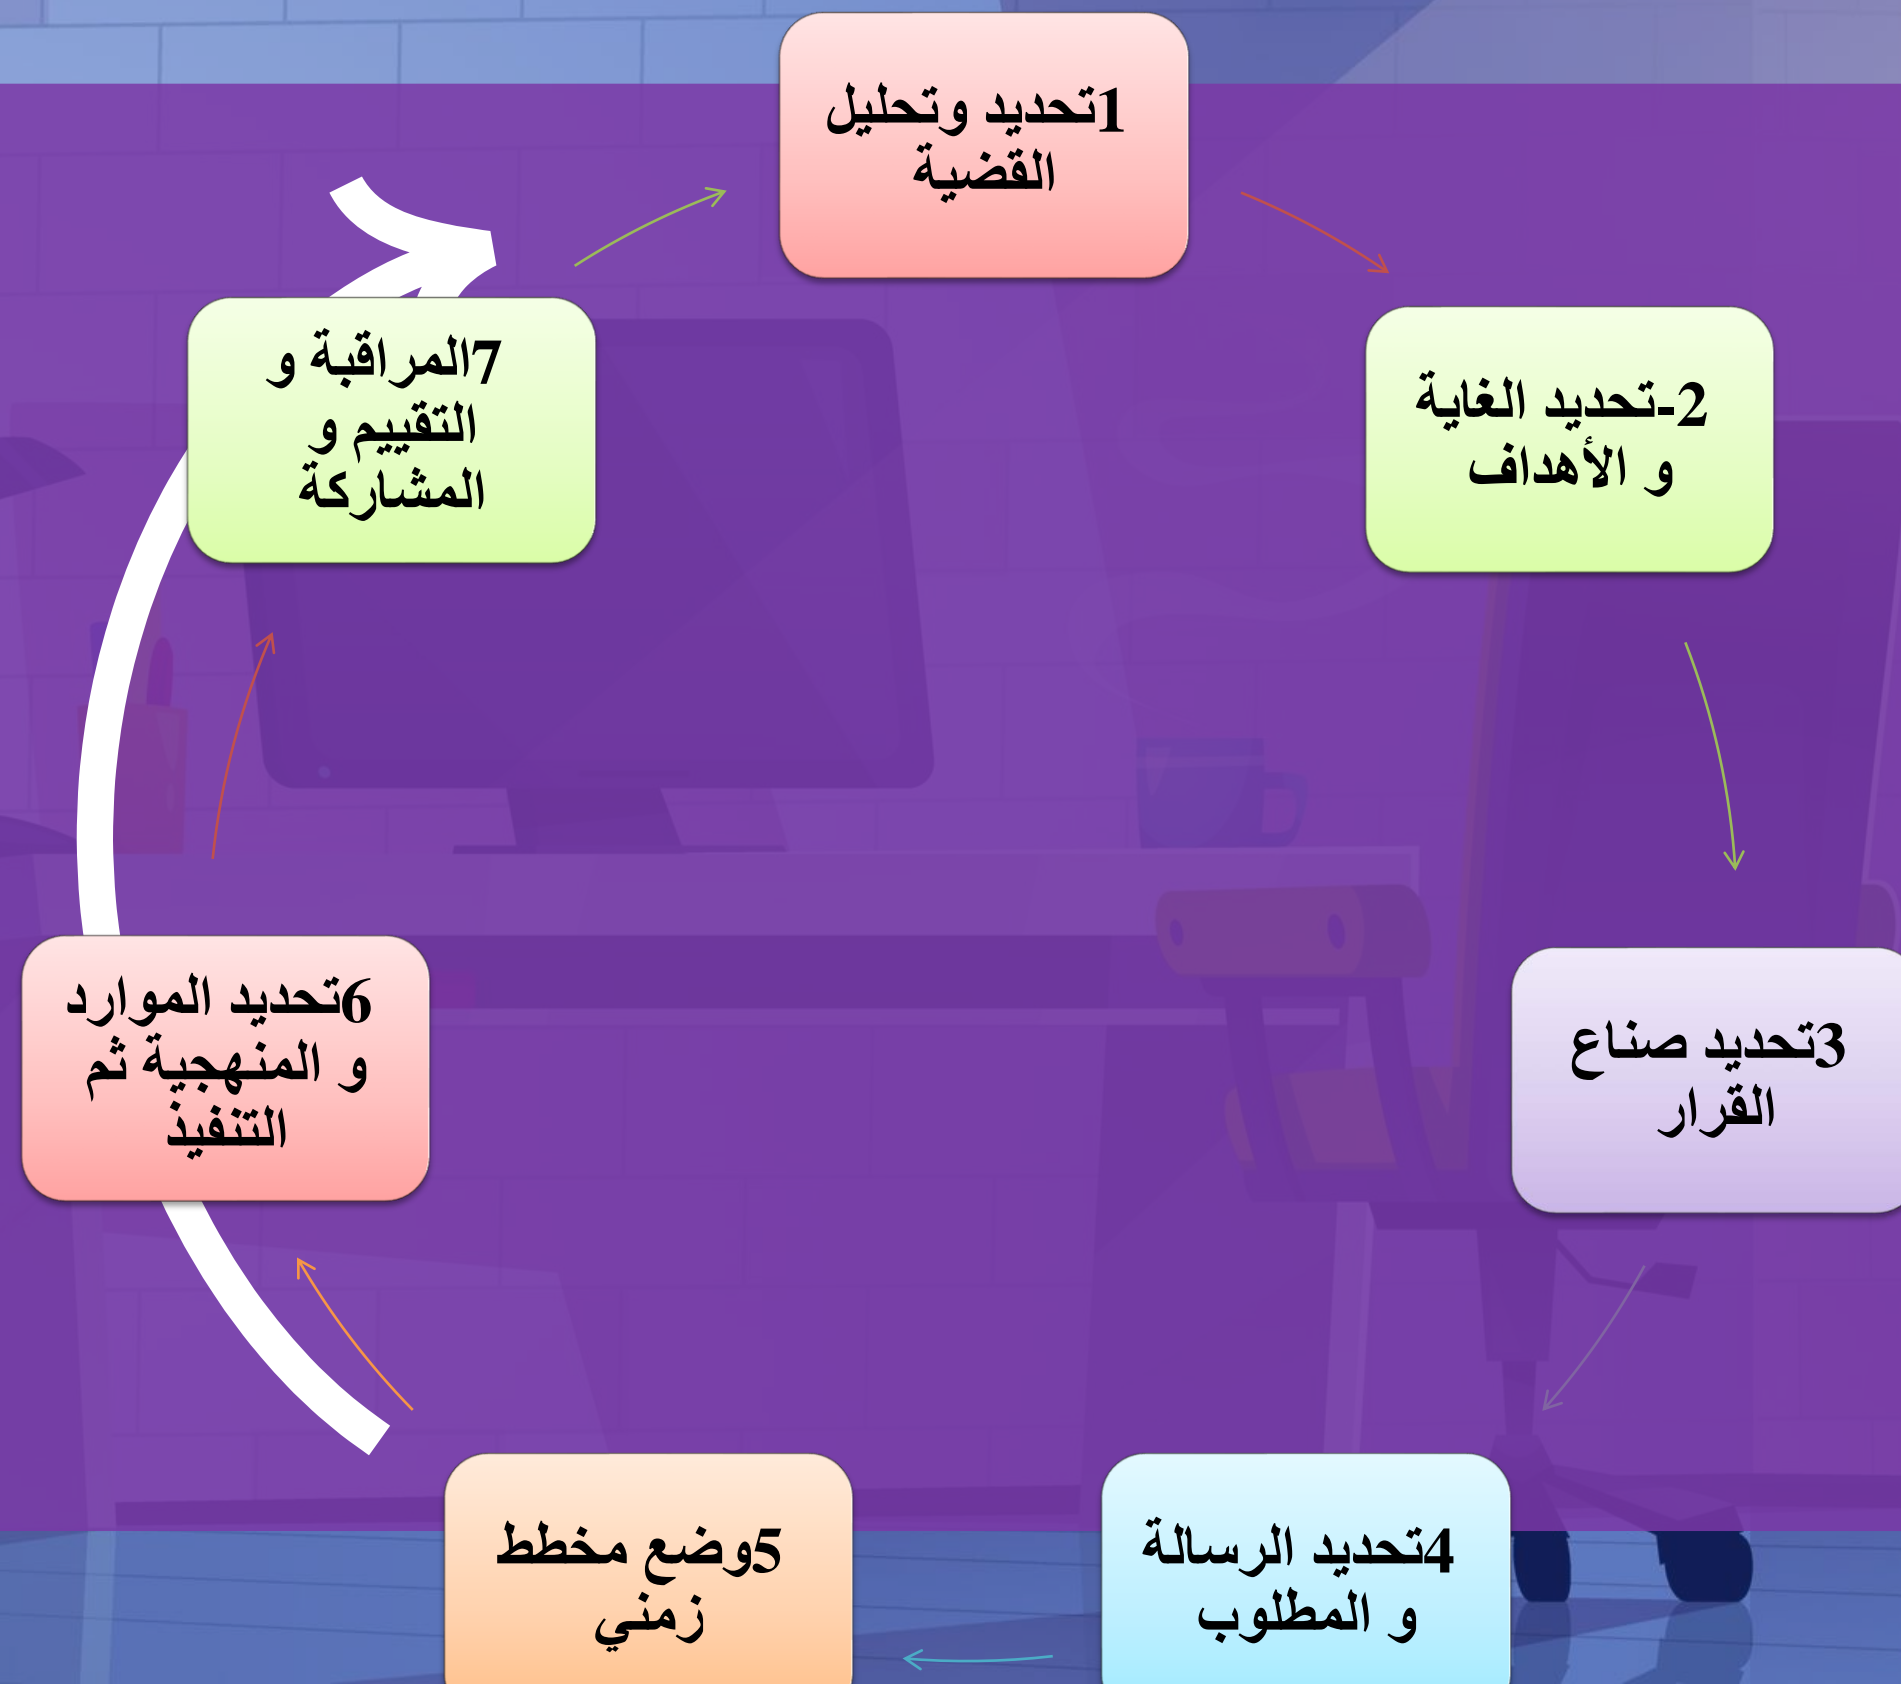 1تحديد وتحليل
القضية
2-تحديد الغاية
و الأهداف
3تحديد صناع
القرار
4تحديد الرسالة
و المطلوب
5وضع مخطط
زمني
6تحديد الموارد
و المنهجية ثم
التنفيذ
7المراقبة و
التقييم و
المشاركة